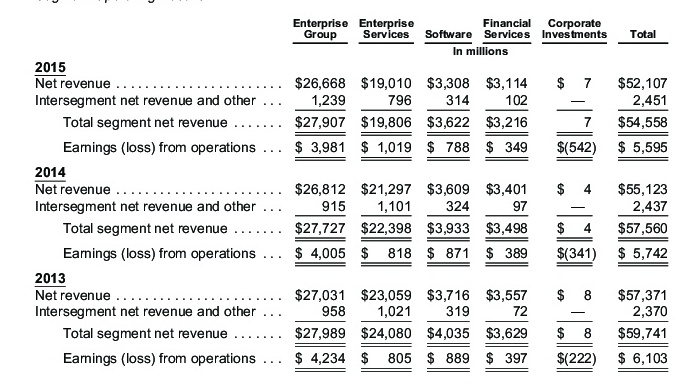 Enterprise Enterprise Financial Corporate
Group Services Software Services Investments Total
In millions
2015
Net revenue . . . . . . . . . . . . . . . . . . . . . . . $26,668 $19,010 $3,308 $3,114 $ 7 $52,107
Intersegment net revenue and other . . . 1,239 796 314 102 — 2,451
Total segment net revenue . . . . . . . $27,907 $19,806 $3,622 $3,216 7 $54,558
Earnings (loss) from operations . . . $ 3,981 $ 1,019 $ 788 $ 349 $(542) $ 5,595
2014
Net revenue . . . . . . . . . . . . . . . . . . . . . . . $26,812 $21,297 $3,609 $3,401 $ 4 $55,123
Intersegment net revenue and other . . . 915 1,101 324 97 — 2,437
Total segment net revenue . . . . . . . $27,727 $22,398 $3,933 $3,498 $ 4 $57,560
Earnings (loss) from operations . . . $ 4,005 $ 818 $ 871 $ 389 $(341) $ 5,742
2013
Net revenue . . . . . . . . . . . . . . . . . . . . . . . $27,031 $23,059 $3,716 $3,557 $ 8 $57,371
Intersegment net revenue and other . . . 958 1,021 319 72 — 2,370
Total segment net revenue . . . . . . . $27,989 $24,080 $4,035 $3,629 $ 8 $59,741
Earnings (loss) from operations . . . $ 4,234 $ 805 $ 889 $ 397 $(222) $ 6,103